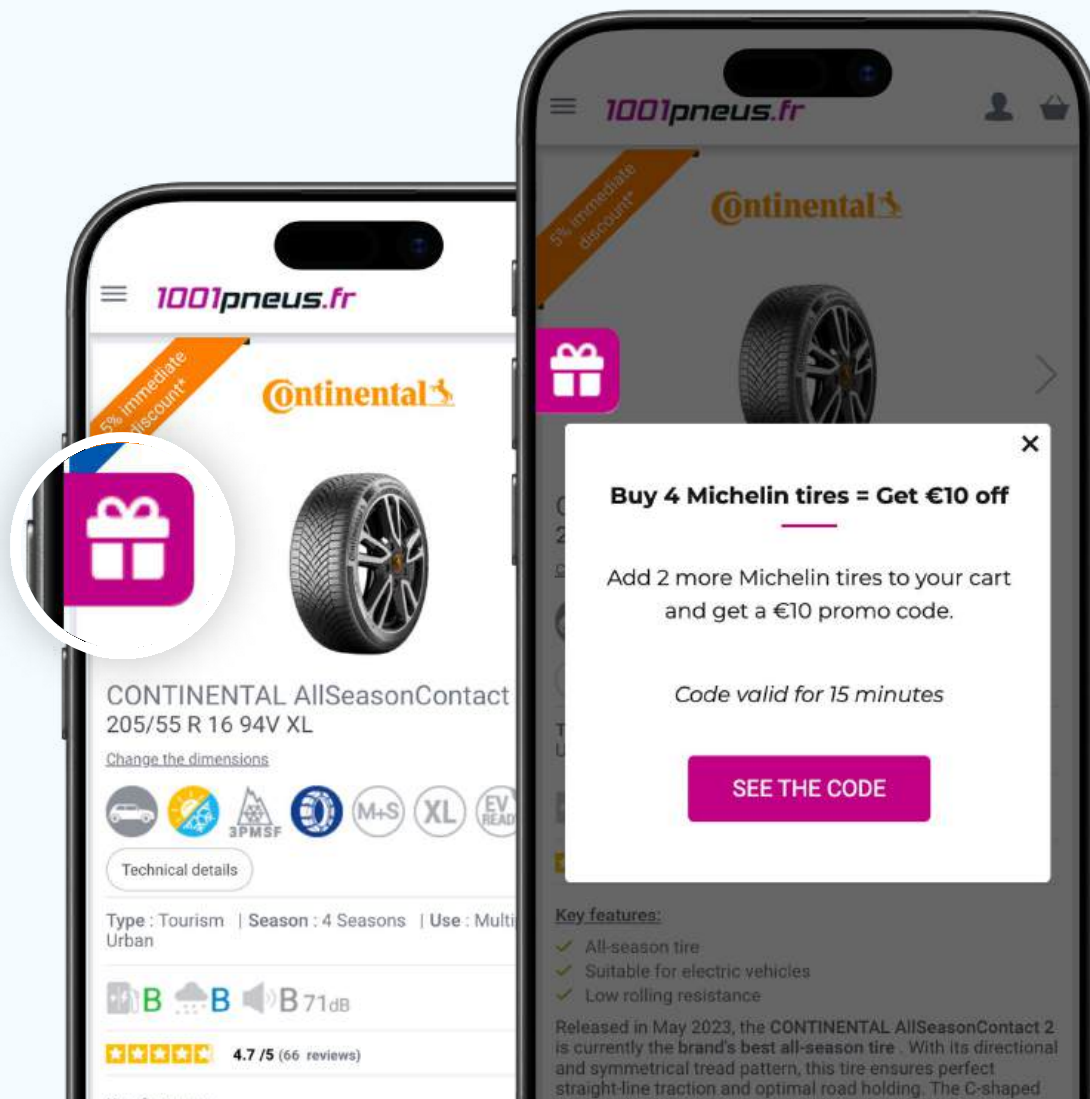 1001pneus.fr
5% immediate
discount*
Continental
CONTINENTAL AllSeasonContact
205/55 R 16 94V XL
Change the dimensions
3PMSF
M+S
XL
EV
READ
Technical details
Type : Tourism | Season : 4 Seasons | Use : Multi
Urban
B B B 71dB
4.7 /5 (66 reviews)
1001pneus.fr
5% immediate
discount*
Continental
Buy 4 Michelin tires = Get €10 off
Add 2 more Michelin tires to your cart
and get a €10 promo code.
Code valid for 15 minutes
SEE THE CODE
Key features:
All-season tire
Suitable for electric vehicles
Low rolling resistance
Released in May 2023, the CONTINENTAL AllSeasonContact 2
is currently the brand's best all-season tire . With its directional
and symmetrical tread pattern, this tire ensures perfect
straight-line traction and optimal road holding. The C-shaped